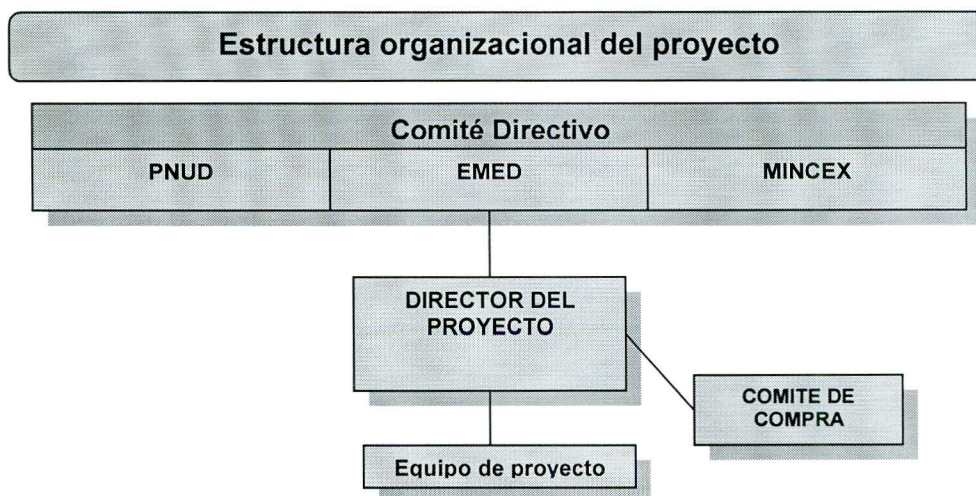 Estructura organizacional del proyecto
Comité Directivo
PNUD
EMED
MINCEX
DIRECTOR DEL
PROYECTO
COMITE DE
COMPRA
Equipo de proyecto